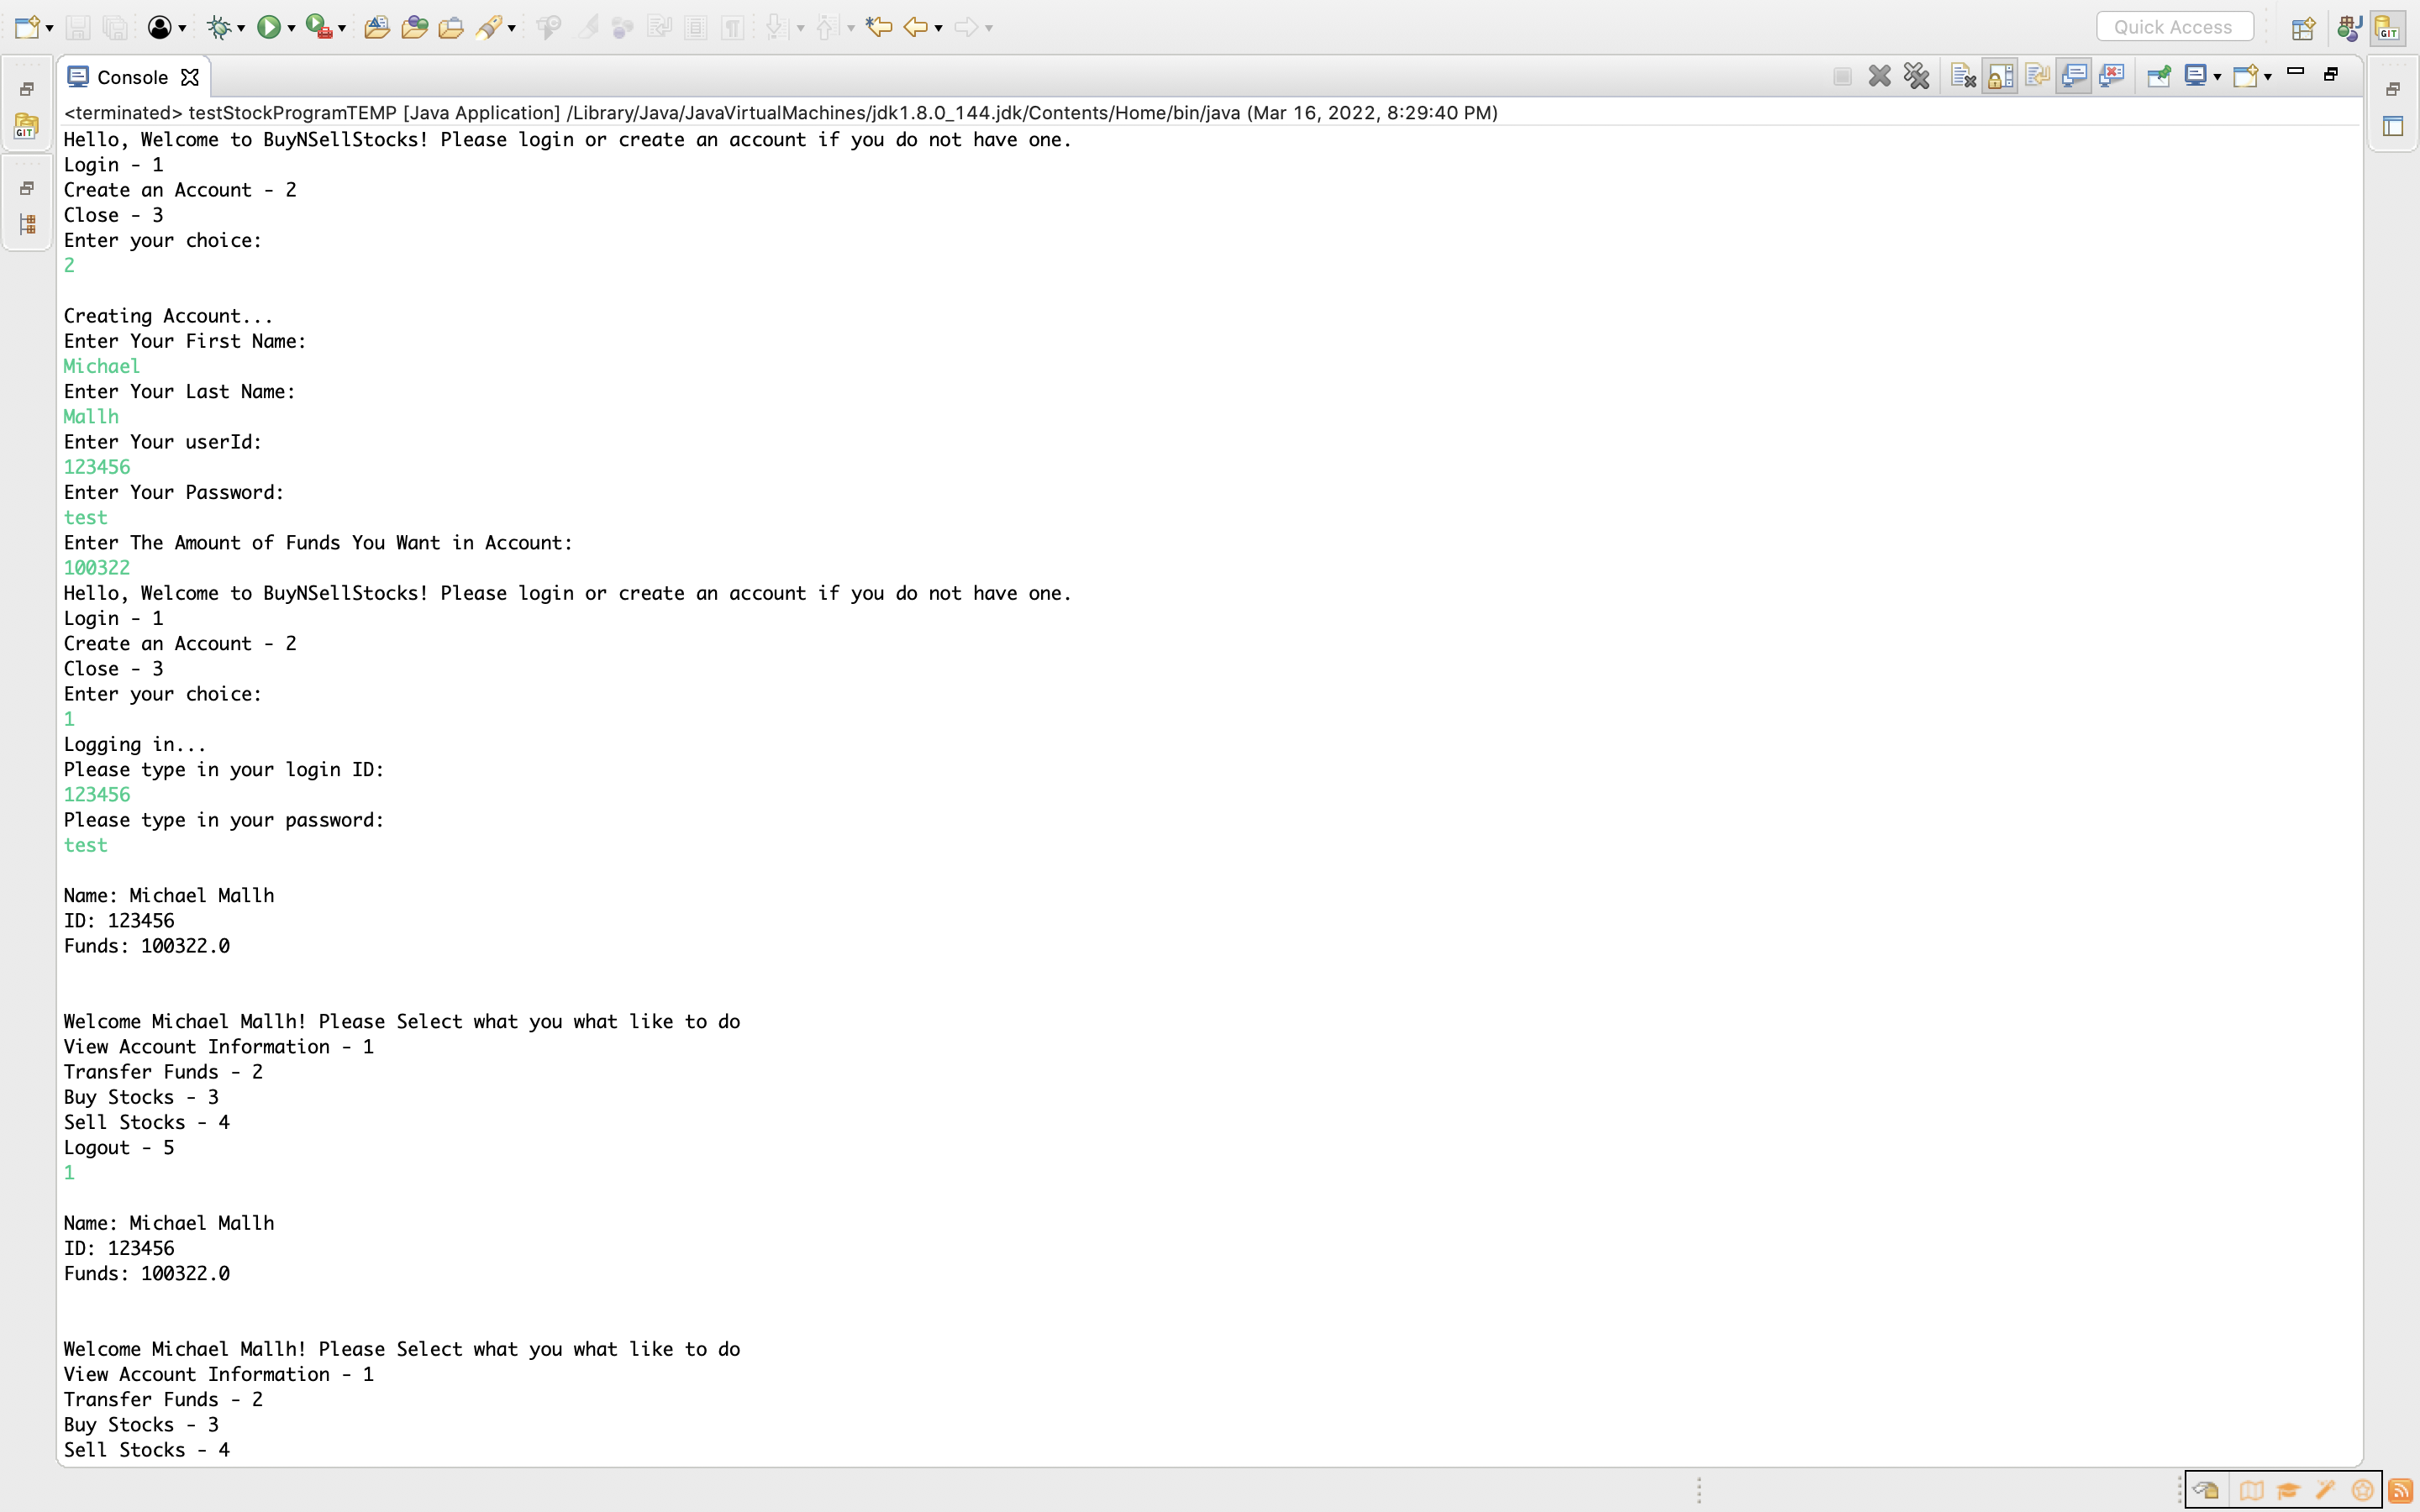 Quick Access
Console
<terminated> testStockProgramTEMP [Java Application] /Library/Java/JavaVirtualMachines/jdk1.8.0_144.jdk/Contents/Home/bin/java (Mar 16, 2022, 8:29:40 PM)
GIT
GIT
Hello, Welcome to BuyNSellStocks! Please login or create an account if you do not have one.
Login - 1
Create an Account - 2
Close - 3
Enter your choice:
2
Creating Account...
Enter Your First Name:
Michael
Enter Your Last Name:
Mallh
Enter Your userId:
123456
Enter Your Password:
test
Enter The Amount of Funds You Want in Account:
100322
Hello, Welcome to BuyNSellStocks! Please login or create an account if you do not have one.
Login - 1
Create an Account - 2
Close - 3
Enter your choice:
1
Logging in...
Please type in your login ID:
123456
Please type in your password:
test
Name: Michael Mallh
ID: 123456
Funds: 100322.0
Welcome Michael Mallh! Please Select what you what like to do
View Account Information - 1
Transfer Funds - 2
Buy Stocks - 3
Sell Stocks - 4
Logout - 5
1
Name: Michael Mallh
ID: 123456
Funds: 100322.0
Welcome Michael Mallh! Please Select what you what like to do
View Account Information - 1
Transfer Funds - 2
Buy Stocks - 3
Sell Stocks - 4